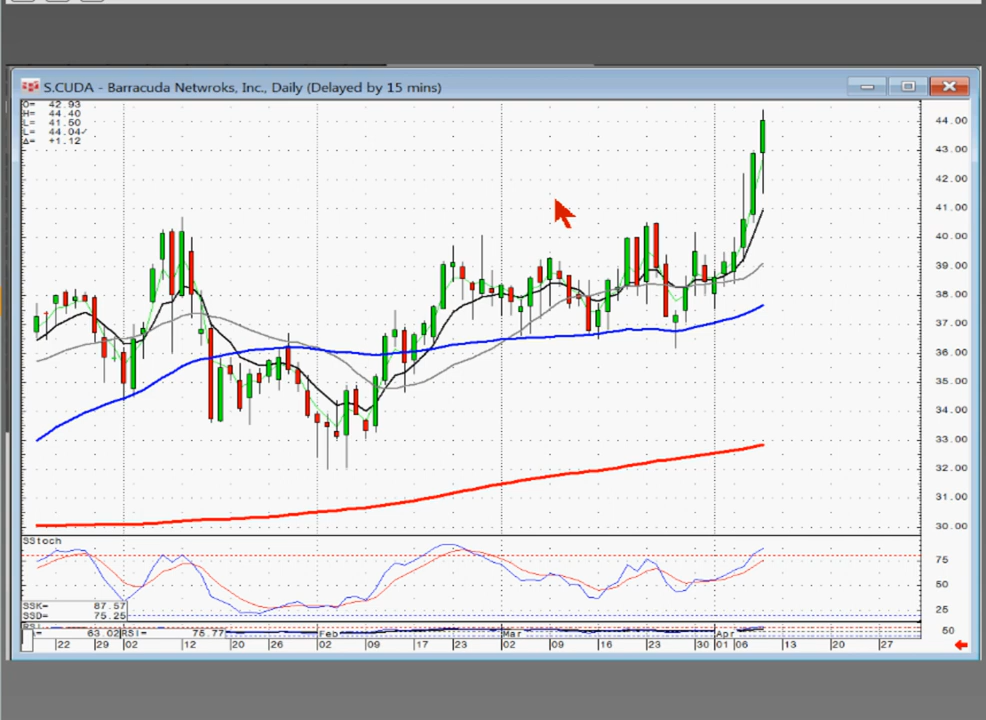 S.CUDA - Barracuda Netwroks, Inc., Daily (Delayed by 15 mins)
O= 42.93
H= 44.40
L= 41.50
L= 44.04✓
Δ= +1.12
44.00
43.00
42.00
41.00
40.00
39.00
38.00
37.00
36.00
35.00
34.00
33.00
32.00
31.00
30.00
SStoch
75
50
25
SSK= 87.57
SSD= 75.25
63.02 RSI= 76.77
50
Feb Mar Apr
22 29 02 12 20 26 02 09 17 23 02 09 16 23 30 01 06 13 20 27